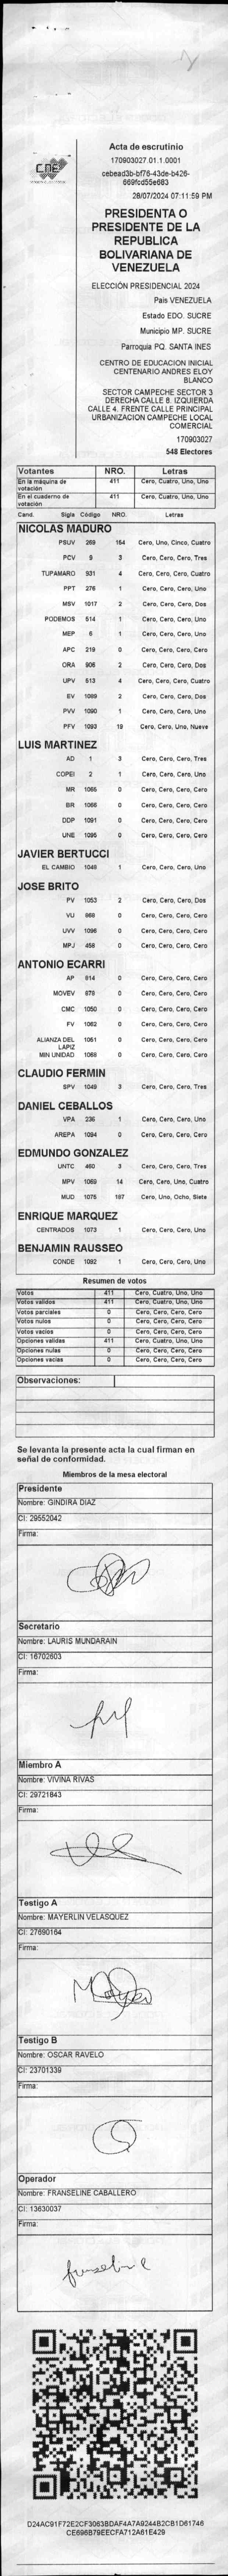 CNE
Acta de escrutinio
170903027.01.1.0001
cebead3b-bf76-43de-b426-
669fcd55e683
28/07/2024 07:11:59 PM
PRESIDENTA O
PRESIDENTE DE LA
REPUBLICA
BOLIVARIANA DE
VENEZUELA
ELECCIÓN PRESIDENCIAL 2024
Pais VENEZUELA
Estado EDO. SUCRE
Municipio MP. SUCRE
Parroquia PQ. SANTA INES
CENTRO DE EDUCACION INICIAL
CENTENARIO ANDRES ELOY
BLANCO
SECTOR CAMPECHE SECTOR 3
DERECHA CALLE 8. IZQUIERDA
CALLE 4. FRENTE CALLE PRINCIPAL
URBANIZACION CAMPECHE LOCAL
COMERCIAL
170903027
548 Electores
Votantes NRO. Letras
En la máquina de votación 411 Cero, Cuatro, Uno, Uno
En el cuaderno de votación 411 Cero, Cuatro, Uno, Uno
Cand. Sigla Código NRO. Letras
NICOLAS MADURO
PSUV 269 154 Cero, Uno, Cinco, Cuatro
PCV 9 3 Cero, Cero, Cero, Tres
TUPAMARO 931 4 Cero, Cero, Cero, Cuatro
PPT 276 1 Cero, Cero, Cero, Uno
MSV 1017 2 Cero, Cero, Cero, Dos
PODEMOS 514 1 Cero, Cero, Cero, Uno
MEP 6 1 Cero, Cero, Cero, Uno
APC 219 0 Cero, Cero, Cero, Cero
ORA 906 2 Cero, Cero, Cero, Dos
UPV 513 4 Cero, Cero, Cero, Cuatro
EV 1089 2 Cero, Cero, Cero, Dos
PVV 1090 1 Cero, Cero, Cero, Uno
PFV 1093 19 Cero, Cero, Uno, Nueve
LUIS MARTINEZ
AD 1 3 Cero, Cero, Cero, Tres
COPEI 2 1 Cero, Cero, Cero, Uno
MR 1065 0 Cero, Cero, Cero, Cero
BR 1068 0 Cero, Cero, Cero, Cero
DDP 1091 0 Cero, Cero, Cero, Cero
UNE 1095 0 Cero, Cero, Cero, Cero
JAVIER BERTUCCI
EL CAMBIO 1048 1 Cero, Cero, Cero, Uno
JOSE BRITO
PV 1053 2 Cero, Cero, Cero, Dos
VU 868 0 Cero, Cero, Cero, Cero
UVV 1096 0 Cero, Cero, Cero, Cero
MPJ 458 0 Cero, Cero, Cero, Cero
ANTONIO ECARRI
AP 814 0 Cero, Cero, Cero, Cero
MOVEV 879 0 Cero, Cero, Cero, Cero
CMC 1050 0 Cero, Cero, Cero, Cero
FV 1062 0 Cero, Cero, Cero, Cero
ALIANZA DEL LAPIZ 1051 0 Cero, Cero, Cero, Cero
MIN UNIDAD 1068 0 Cero, Cero, Cero, Cero
CLAUDIO FERMIN
SPV 1049 3 Cero, Cero, Cero, Tres
DANIEL CEBALLOS
VPA 236 1 Cero, Cero, Cero, Uno
AREPA 1094 0 Cero, Cero, Cero, Cero
EDMUNDO GONZALEZ
UNTC 460 3 Cero, Cero, Cero, Tres
MPV 1069 14 Cero, Cero, Uno, Cuatro
MUD 1076 187 Cero, Uno, Ocho, Siete
ENRIQUE MARQUEZ
CENTRADOS 1073 1 Cero, Cero, Cero, Uno
BENJAMIN RAUSSEO
CONDE 1092 1 Cero, Cero, Cero, Uno
Resumen de votos
Votos 411 Cero, Cuatro, Uno, Uno
Votos validos 411 Cero, Cuatro, Uno, Uno
Votos parciales 0 Cero, Cero, Cero, Cero
Votos nulos 0 Cero, Cero, Cero, Cero
Votos vacios 0 Cero, Cero, Cero, Cero
Opciones validas 411 Cero, Cuatro, Uno, Uno
Opciones nulas 0 Cero, Cero, Cero, Cero
Opciones vacias 0 Cero, Cero, Cero, Cero
Observaciones:
Se levanta la presente acta la cual firman en
señal de conformidad.
Miembros de la mesa electoral
Presidente
Nombre: GINDIRA DIAZ
CI: 29552042
Firma:
Secretario
Nombre: LAURIS MUNDARAIN
CI: 16702603
Firma:
Miembro A
Nombre: VIVINA RIVAS
CI: 29721843
Firma:
Testigo A
Nombre: MAYERLIN VELASQUEZ
CI: 27690164
Firma:
Testigo B
Nombre: OSCAR RAVELO
CI: 23701339
Firma:
Operador
Nombre: FRANSELINE CABALLERO
CI: 13630037
Firma:
D24AC91F72E2CF3063BDAF4A7A9244B2CB1D61746
CE696B79EECFA712A61E429